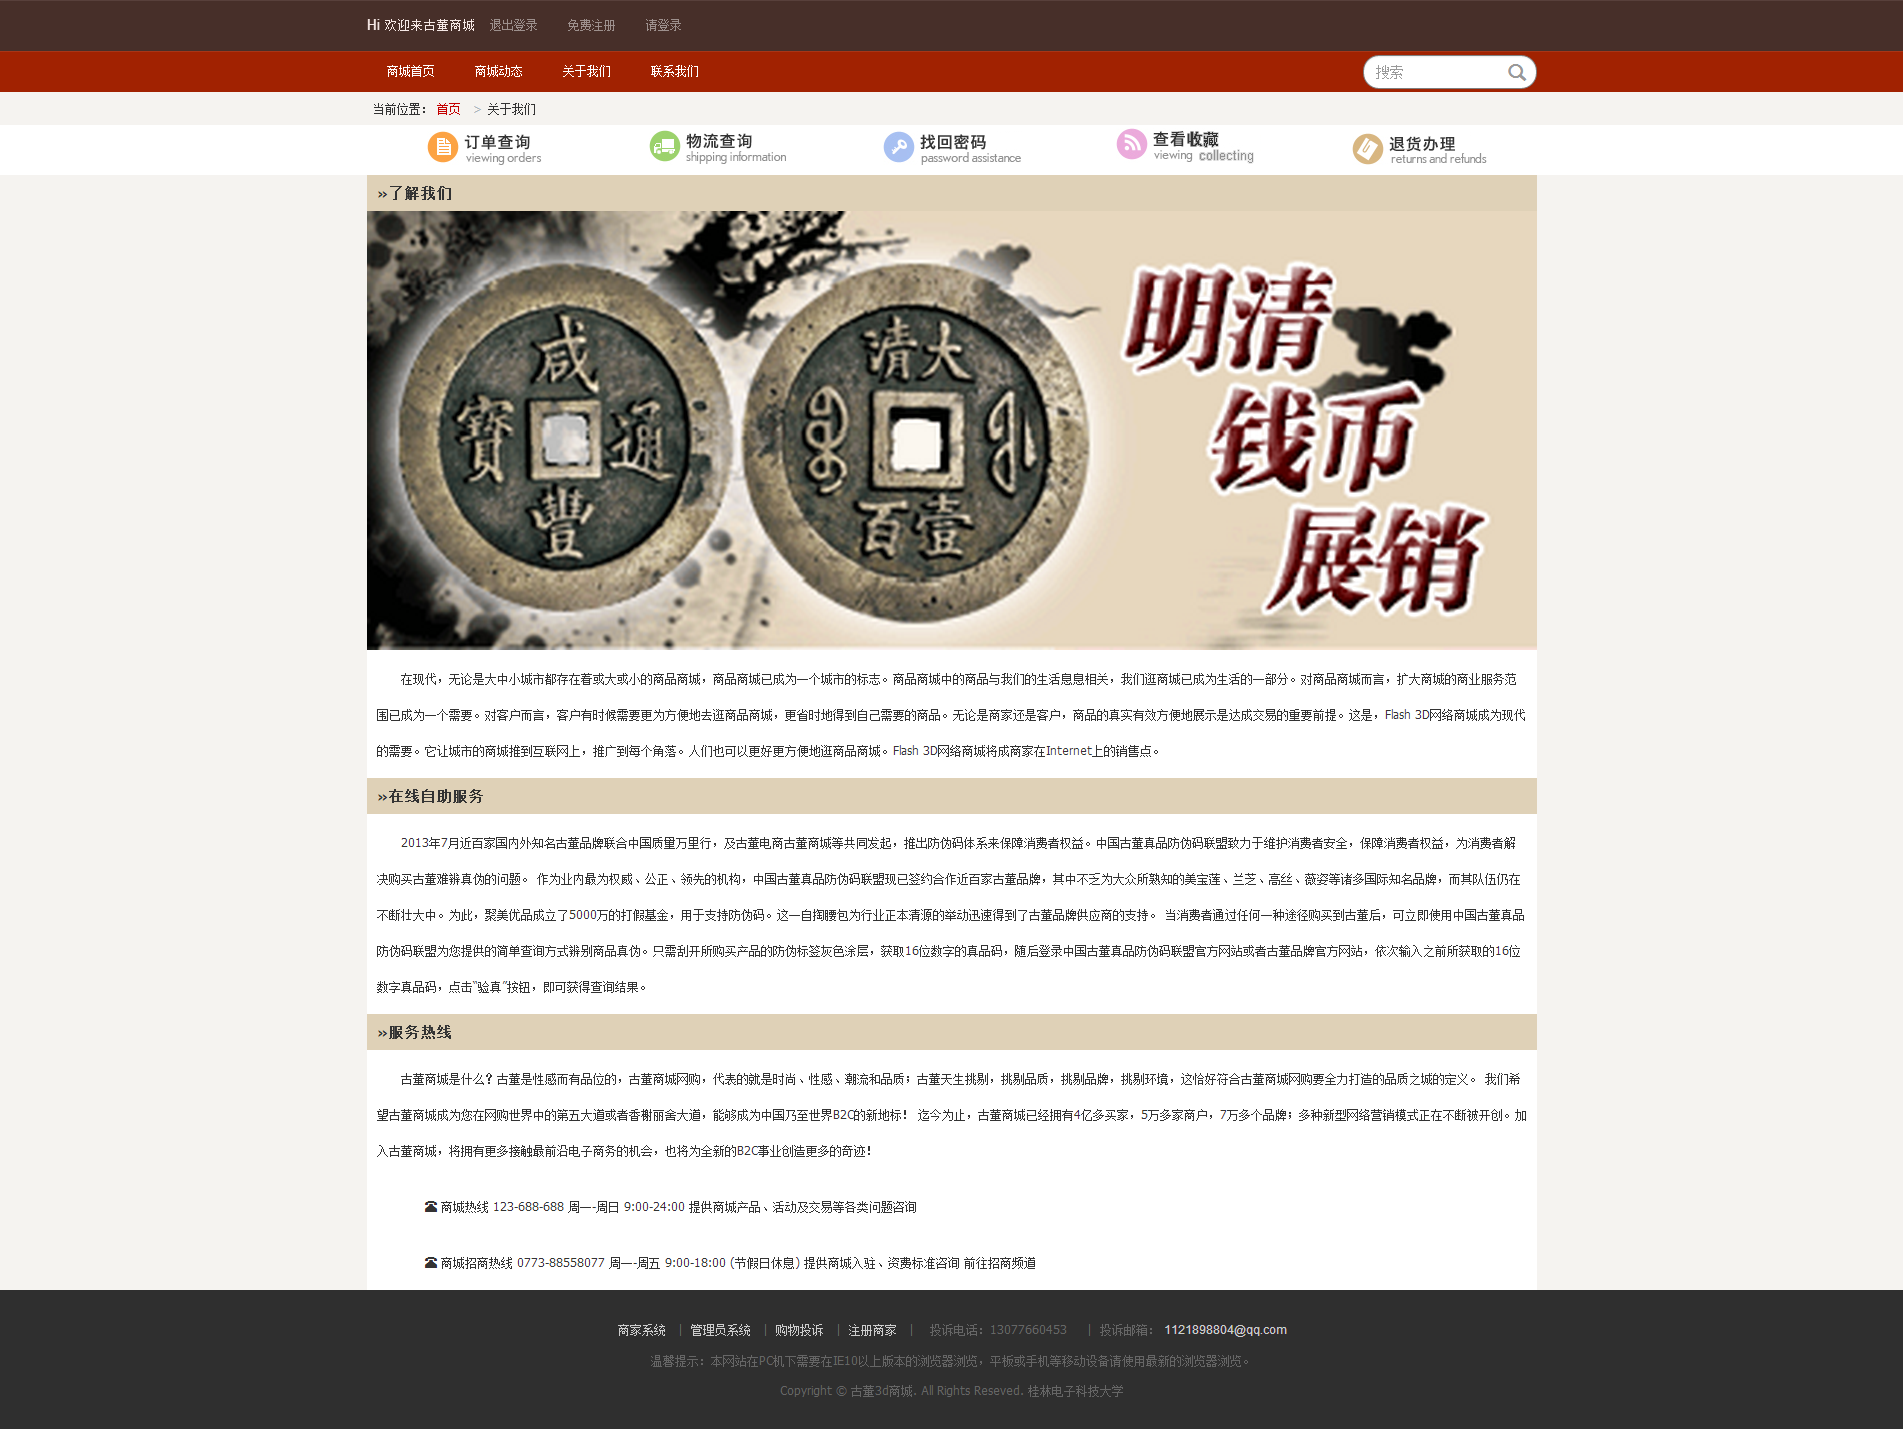 Hi 欢迎来古董商城 退出登录 免费注册 请登录
商城首页 商城动态 关于我们 联系我们 搜索
当前位置： 首页 > 关于我们
订单查询 物流查询 找回密码 查看收藏 退货办理
viewing orders shipping information password assistance viewing collecting returns and refunds
»了解我们
咸 豐 通 寶
大 清 壹 百
明清
钱币
展销
在现代，无论是大中小城市都存在着或大或小的商品商城，商品商城已成为一个城市的标志。商品商城中的商品与我们的生活息息相关，我们逛商城已成为生活的一部分。对商品商城而言，扩大商城的商业服务范
围已成为一个需要。对客户而言，客户有时候需要更为方便地去逛商品商城，更省时地得到自己需要的商品。无论是商家还是客户，商品的真实有效方便地展示是达成交易的重要前提。这是，Flash 3D网络商城成为现代
的需要。它让城市的商城推到互联网上，推广到每个角落。人们也可以更好更方便地逛商品商城。Flash 3D网络商城将成商家在Internet上的销售点。
»在线自助服务
2013年7月近百家国内外知名古董品牌联合中国质量万里行，及古董电商古董商城等共同发起，推出防伪码体系来保障消费者权益。中国古董真品防伪码联盟致力于维护消费者安全，保障消费者权益，为消费者解
决购买古董难辨真伪的问题。 作为业内最为权威、公正、领先的机构，中国古董真品防伪码联盟现已签约合作近百家古董品牌，其中不乏为大众所熟知的美宝莲、兰芝、高丝、薇姿等诸多国际知名品牌，而其队伍仍在
不断壮大中。为此，聚美优品成立了5000万的打假基金，用于支持防伪码。这一自掏腰包为行业正本清源的举动迅速得到了古董品牌供应商的支持。 当消费者通过任何一种途径购买到古董后，可立即使用中国古董真品
防伪码联盟为您提供的简单查询方式辨别商品真伪。只需刮开所购买产品的防伪标签灰色涂层，获取16位数字的真品码，随后登录中国古董真品防伪码联盟官方网站或者古董品牌官方网站，依次输入之前所获取的16位
数字真品码，点击“验真”按钮，即可获得查询结果。
»服务热线
古董商城是什么？古董是性感而有品位的，古董商城网购，代表的就是时尚、性感、潮流和品质；古董天生挑剔，挑剔品质，挑剔品牌，挑剔环境，这恰好符合古董商城网购要全力打造的品质之城的定义。 我们希
望古董商城成为您在网购世界中的第五大道或者香榭丽舍大道，能够成为中国乃至世界B2C的新地标！ 迄今为止，古董商城已经拥有4亿多买家，5万多家商户，7万多个品牌；多种新型网络营销模式正在不断被开创。加
入古董商城，将拥有更多接触最前沿电子商务的机会，也将为全新的B2C事业创造更多的奇迹！
☎ 商城热线 123-688-688 周一-周日 9:00-24:00 提供商城产品、活动及交易等各类问题咨询
☎ 商城招商热线 0773-88558077 周一-周五 9:00-18:00 (节假日休息) 提供商城入驻、资费标准咨询 前往招商频道
商家系统 | 管理员系统 | 购物投诉 | 注册商家 | 投诉电话：13077660453 | 投诉邮箱： 1121898804@qq.com
温馨提示：本网站在PC机下需要在IE10以上版本的浏览器浏览，平板或手机等移动设备请使用最新的浏览器浏览。
Copyright © 古董3d商城. All Rights Reseved. 桂林电子科技大学